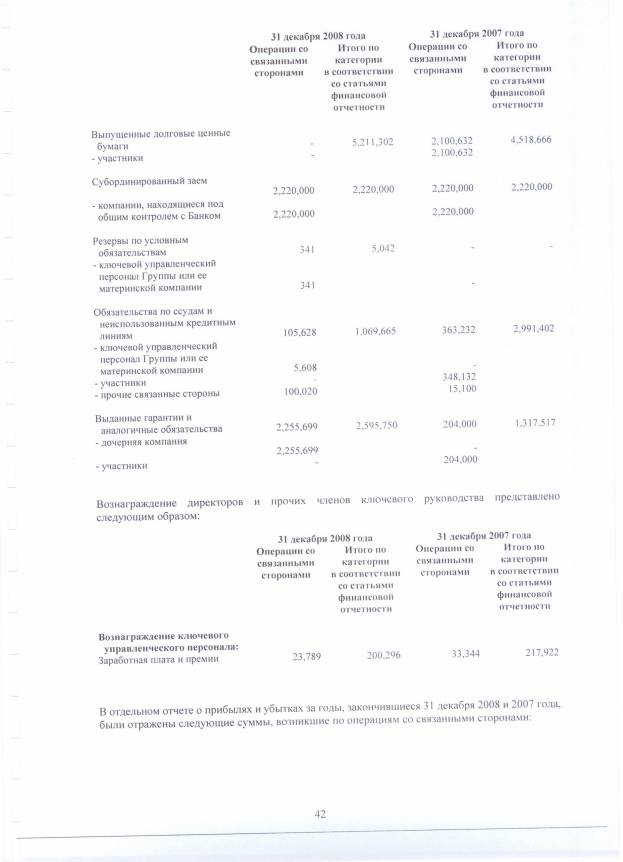 31 декабря 2008 года 31 декабря 2007 года
Операции со Итого по Операции со Итого по
связанными категории связанными категории
сторонами в соответствии сторонами в соответствии
со статьями со статьями
финансовой финансовой
отчетности отчетности
Выпущенные долговые ценные
бумаги - 5,211,302 2,100,632 4,518,666
- участники - 2,100,632
Субординированный заем
2,220,000 2,220,000 2,220,000 2,220,000
- компании, находящиеся под
общим контролем с Банком 2,220,000 2,220,000
Резервы по условным
обязательствам 341 5,042 - -
- ключевой управленческий
персонал Группы или ее
материнской компании 341 -
Обязательства по ссудам и
неиспользованным кредитным
линиям 105,628 1,069,665 363,232 2,991,402
- ключевой управленческий
персонал Группы или ее
материнской компании 5,608 -
- участники - 348,132
- прочие связанные стороны 100,020 15,100
Выданные гарантии и
аналогичные обязательства 2,255,699 2,595,750 204,000 1,317,517
- дочерняя компания
2,255,699 -
- участники - 204,000
Вознаграждение директоров и прочих членов ключевого руководства представлено
следующим образом:
31 декабря 2008 года 31 декабря 2007 года
Операции со Итого по Операции со Итого по
связанными категории связанными категории
сторонами в соответствии сторонами в соответствии
со статьями со статьями
финансовой финансовой
отчетности отчетности
Вознаграждение ключевого
управленческого персонала:
Заработная плата и премии 23,789 200,296 33,344 217,922
В отдельном отчете о прибылях и убытках за годы, закончившиеся 31 декабря 2008 и 2007 года,
были отражены следующие суммы, возникшие по операциям со связанными сторонами:
42